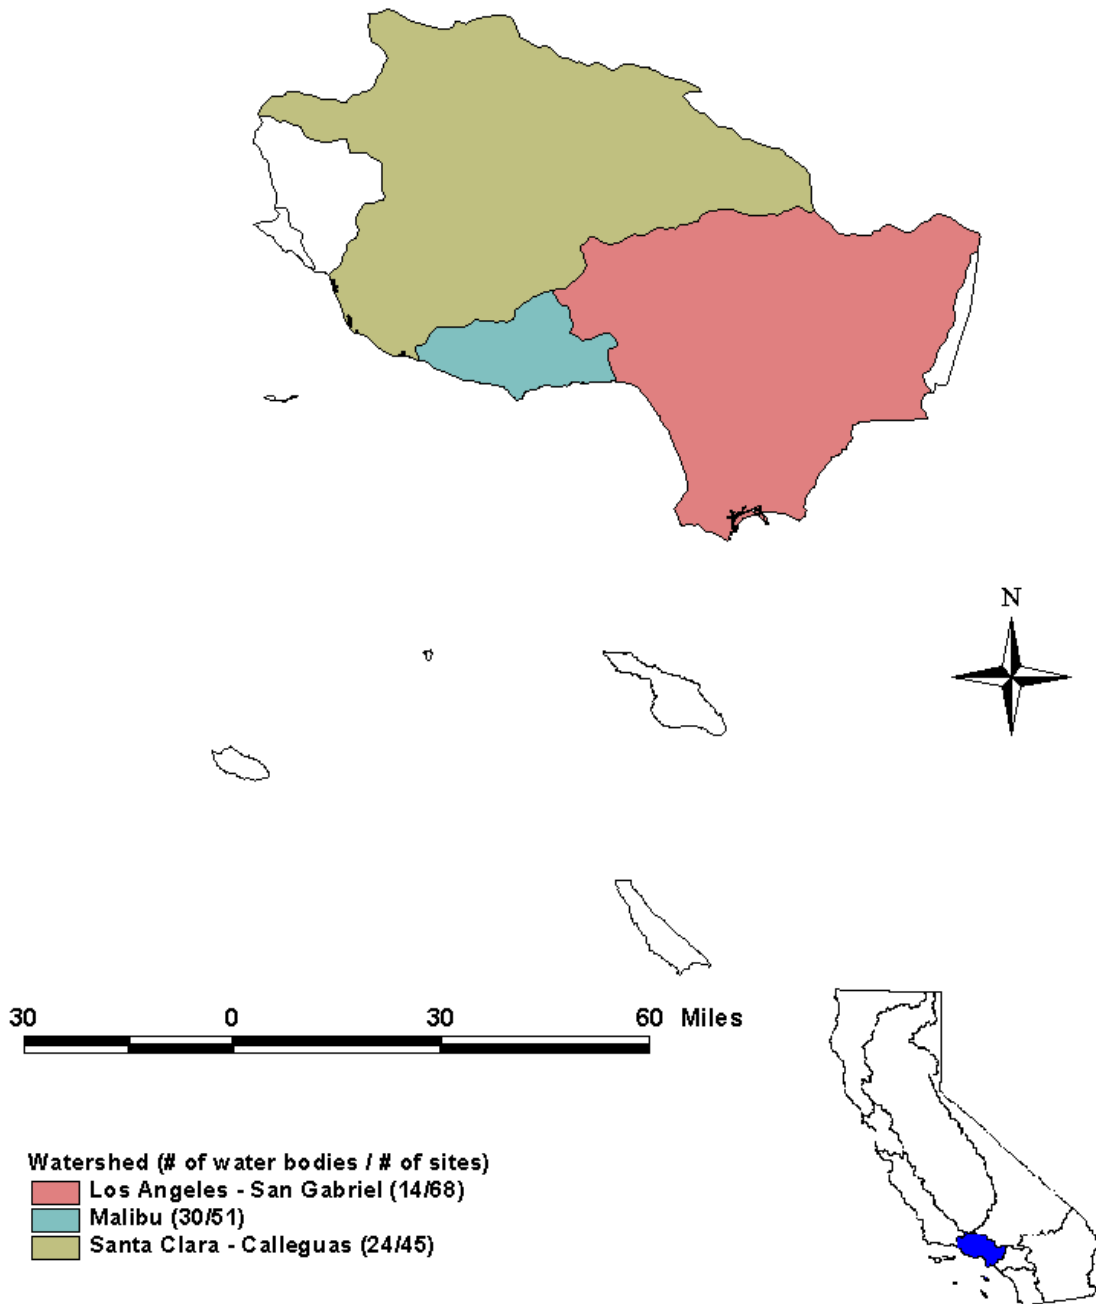 N
30 0 30 60 Miles
Watershed (# of water bodies / # of sites)
Los Angeles - San Gabriel (14/68)
Malibu (30/51)
Santa Clara - Calleguas (24/45)